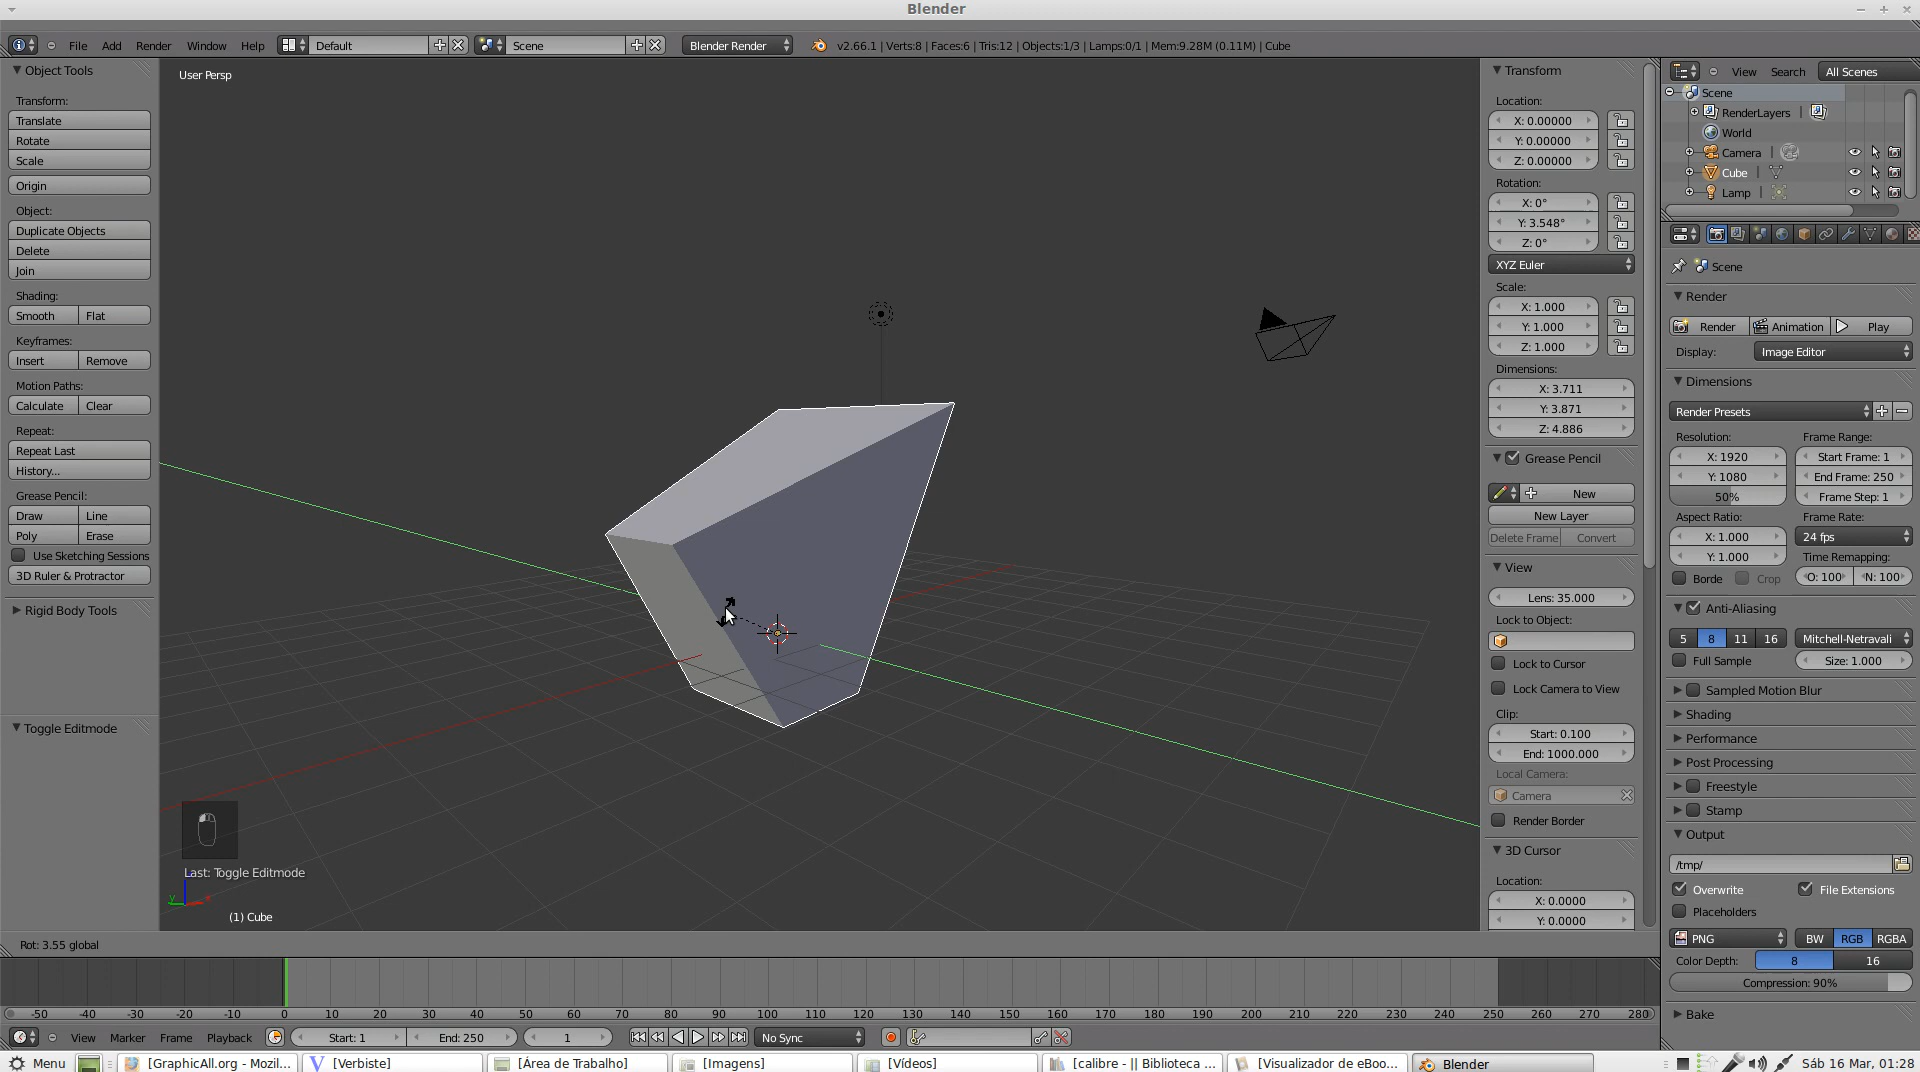 Blender
File Add Render Window Help Default Scene Blender Render v2.66.1 | Verts:8 | Faces:6 | Tris:12 | Objects:1/3 | Lamps:0/1 | Mem:9.28M (0.11M) | Cube
Object Tools
Transform:
Translate
Rotate
Scale
Origin
Object:
Duplicate Objects
Delete
Join
Shading:
Smooth Flat
Keyframes:
Insert Remove
Motion Paths:
Calculate Clear
Repeat:
Repeat Last
History...
Grease Pencil:
Draw Line
Poly Erase
Use Sketching Sessions
3D Ruler & Protractor
Rigid Body Tools
Toggle Editmode
User Persp
Last: Toggle Editmode
(1) Cube
Rot: 3.55 global
Transform
Location:
X: 0.00000
Y: 0.00000
Z: 0.00000
Rotation:
X: 0°
Y: 3.548°
Z: 0°
XYZ Euler
Scale:
X: 1.000
Y: 1.000
Z: 1.000
Dimensions:
X: 3.711
Y: 3.871
Z: 4.886
Grease Pencil
New
New Layer
Delete Frame Convert
View
Lens: 35.000
Lock to Object:
Lock to Cursor
Lock Camera to View
Clip:
Start: 0.100
End: 1000.000
Local Camera:
Camera
Render Border
3D Cursor
Location:
X: 0.0000
Y: 0.0000
View Search All Scenes
Scene
RenderLayers
World
Camera
Cube
Lamp
Scene
Render
Render Animation Play
Display: Image Editor
Dimensions
Render Presets
Resolution: Frame Range:
X: 1920 Start Frame: 1
Y: 1080 End Frame: 250
50% Frame Step: 1
Aspect Ratio: Frame Rate:
X: 1.000 24 fps
Y: 1.000 Time Remapping:
Borde Crop O: 100 N: 100
Anti-Aliasing
5 8 11 16 Mitchell-Netravali
Full Sample Size: 1.000
Sampled Motion Blur
Shading
Performance
Post Processing
Freestyle
Stamp
Output
/tmp/
Overwrite File Extensions
Placeholders
PNG BW RGB RGBA
Color Depth: 8 16
Compression: 90%
Bake
-50 -40 -30 -20 -10 0 10 20 30 40 50 60 70 80 90 100 110 120 130 140 150 160 170 180 190 200 210 220 230 240 250 260 270 280
View Marker Frame Playback Start: 1 End: 250 1 No Sync
Menu [GraphicAll.org - Mozil... [Verbiste] [Área de Trabalho] [Imagens] [Vídeos] [calibre - || Biblioteca ... [Visualizador de eBoo... Blender Sáb 16 Mar, 01:28